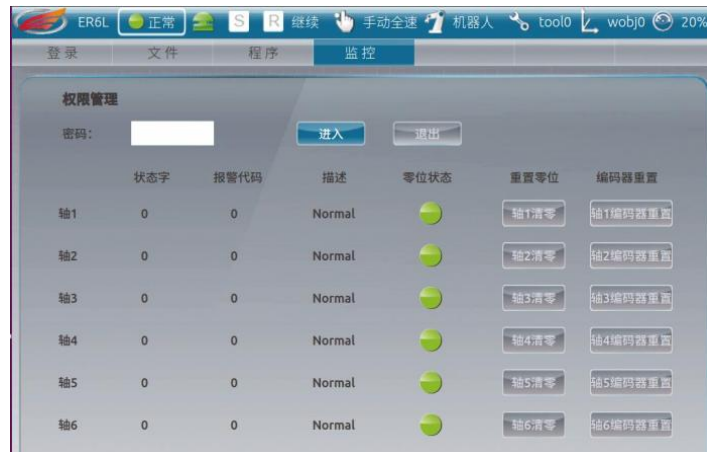 ER6L 正常 S R 继续 手动全速 机器人 tool0 wobj0 20%
登录 文件 程序 监控
权限管理
密码： 进入 退出
状态字 报警代码 描述 零位状态 重置零位 编码器重置
轴1 0 0 Normal 轴1清零 轴1编码器重置
轴2 0 0 Normal 轴2清零 轴2编码器重置
轴3 0 0 Normal 轴3清零 轴3编码器重置
轴4 0 0 Normal 轴4清零 轴4编码器重置
轴5 0 0 Normal 轴5清零 轴5编码器重置
轴6 0 0 Normal 轴6清零 轴6编码器重置